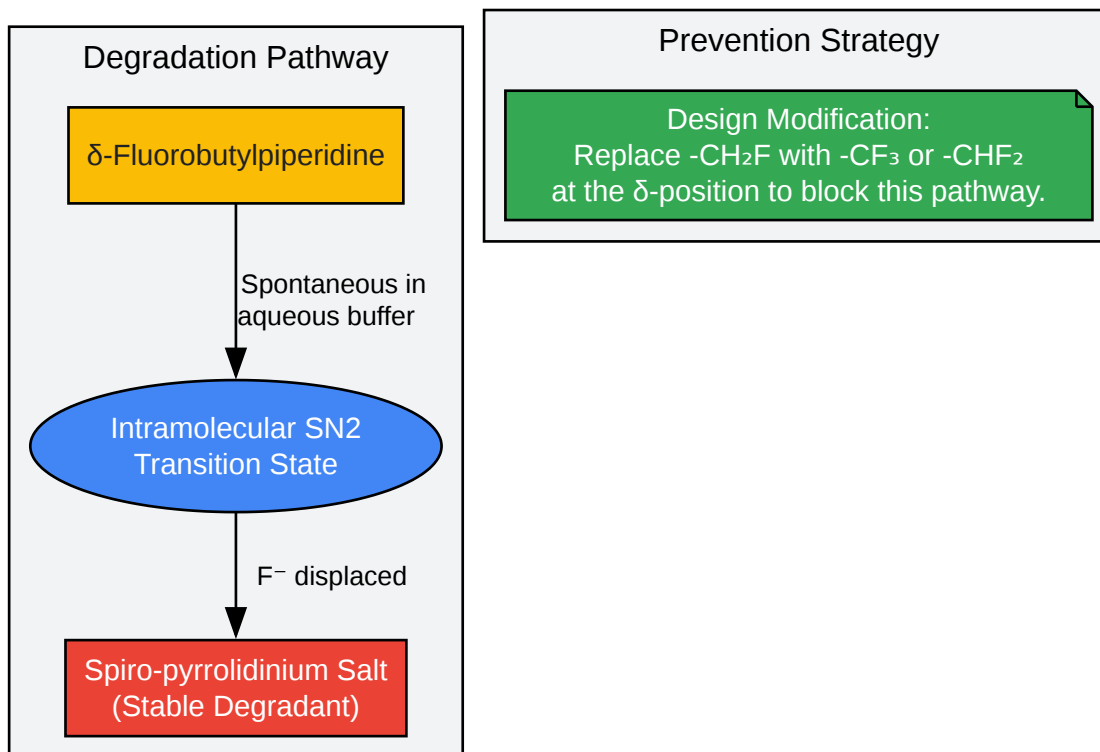 Degradation Pathway
δ-Fluorobutylpiperidine
Spontaneous in
aqueous buffer
Intramolecular SN2
Transition State
F⁻ displaced
Spiro-pyrrolidinium Salt
(Stable Degradant)
Prevention Strategy
Design Modification:
Replace -CH₂F with -CF₃ or -CHF₂
at the δ-position to block this pathway.